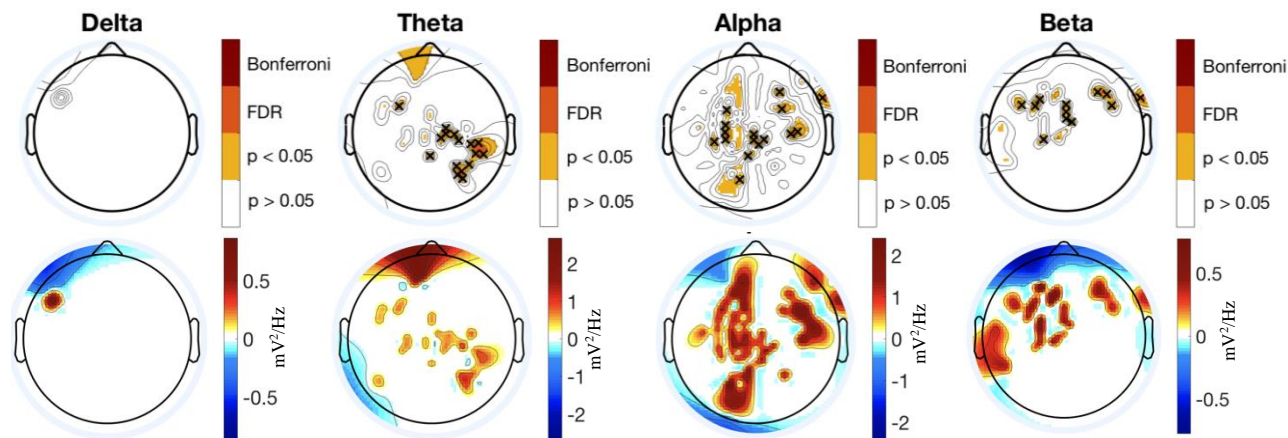 Delta
Theta
Alpha
Beta
Bonferroni
FDR
p < 0.05
p > 0.05
Bonferroni
FDR
p < 0.05
p > 0.05
Bonferroni
FDR
p < 0.05
p > 0.05
Bonferroni
FDR
p < 0.05
p > 0.05
0.5
0
-0.5
mV²/Hz
2
1
0
-1
-2
mV²/Hz
2
1
0
-1
-2
mV²/Hz
0.5
0
-0.5
mV²/Hz